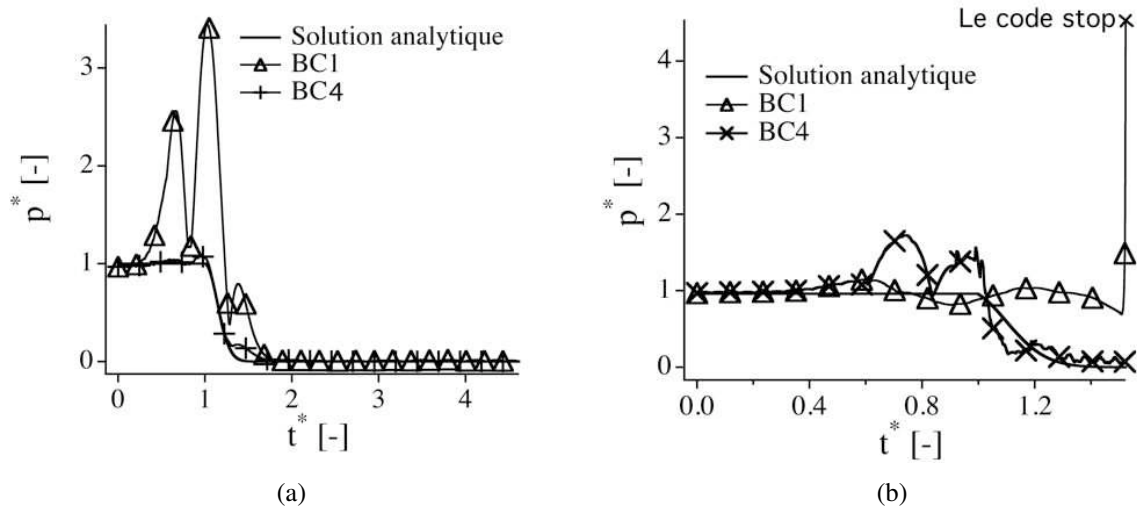 Solution analytique
BC1
BC4
3
2
1
0
p* [-]
0
1
2
3
4
t* [-]
(a)
Le code stop
Solution analytique
BC1
BC4
4
3
2
1
0
p* [-]
0.0
0.4
0.8
1.2
t* [-]
(b)